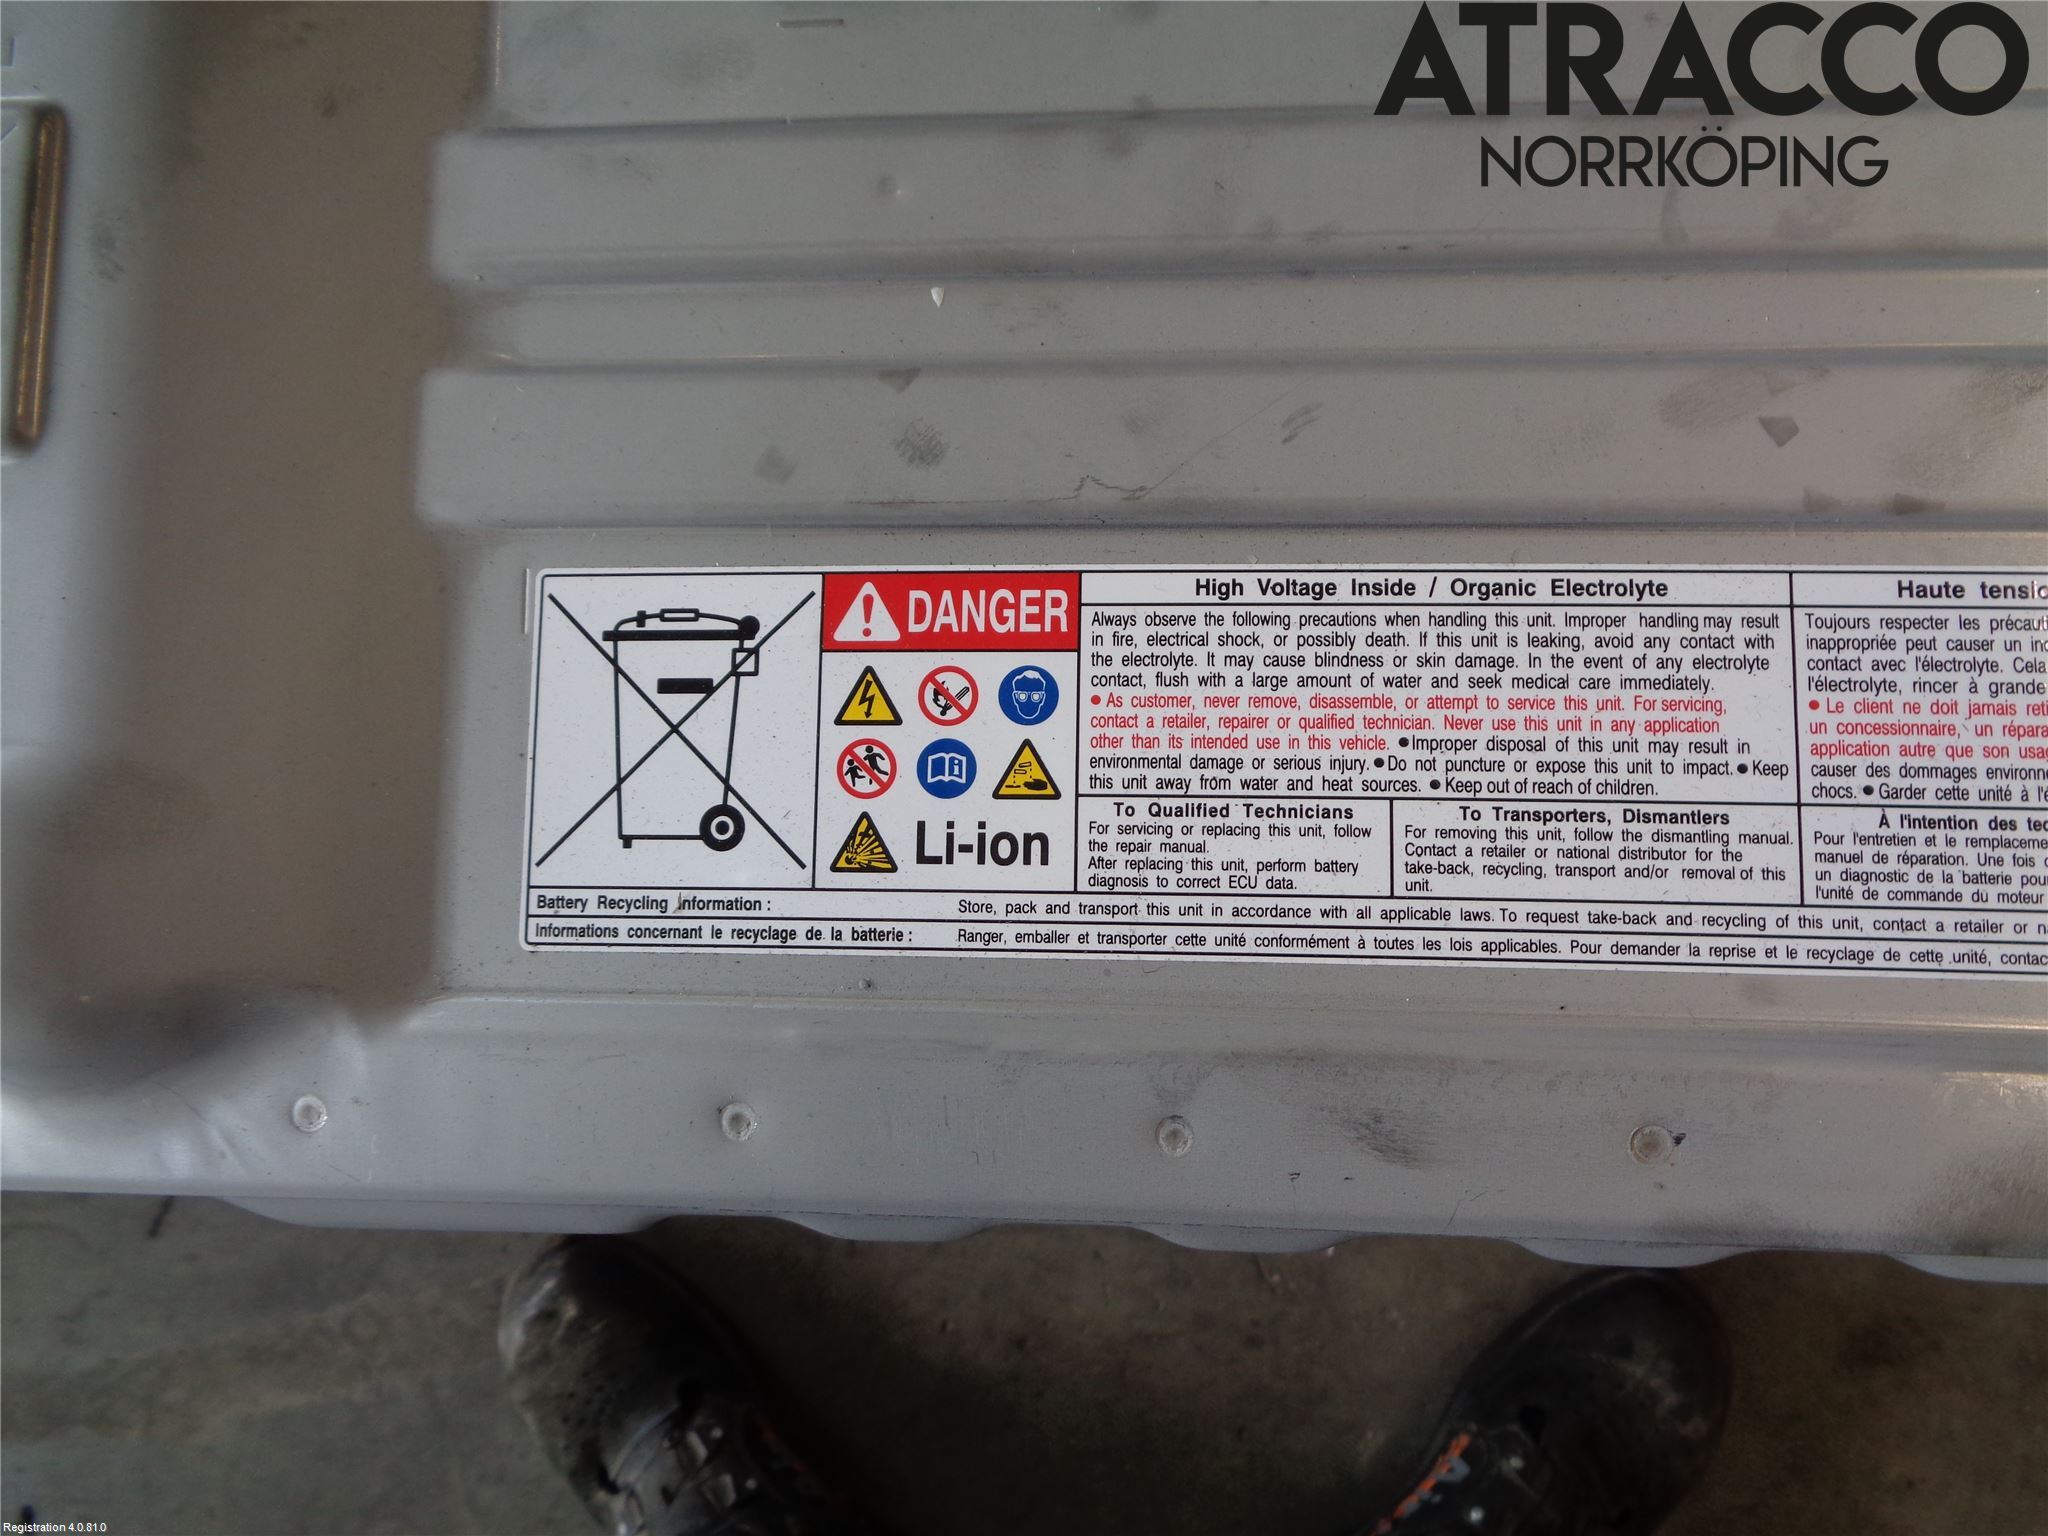 ATRACCO
NORRKÖPING
DANGER
Li-ion
High Voltage Inside / Organic Electrolyte
Always observe the following precautions when handling this unit. Improper handling may result
in fire, electrical shock, or possibly death. If this unit is leaking, avoid any contact with
the electrolyte. It may cause blindness or skin damage. In the event of any electrolyte
contact, flush with a large amount of water and seek medical care immediately.
● As customer, never remove, disassemble, or attempt to service this unit. For servicing,
contact a retailer, repairer or qualified technician. Never use this unit in any application
other than its intended use in this vehicle. ● Improper disposal of this unit may result in
environmental damage or serious injury. ● Do not puncture or expose this unit to impact. ● Keep
this unit away from water and heat sources. ● Keep out of reach of children.
To Qualified Technicians
For servicing or replacing this unit, follow
the repair manual.
After replacing this unit, perform battery
diagnosis to correct ECU data.
To Transporters, Dismantlers
For removing this unit, follow the dismantling manual.
Contact a retailer or national distributor for the
take-back, recycling, transport and/or removal of this
unit.
Haute
Toujours respecter les
inappropriée peut causer un
contact avec l'électrolyte. Cela
l'électrolyte, rincer à grande
● Le client ne doit jamais
un concessionnaire, un
application autre que son
causer des dommages
chocs. ● Garder cette unité à
À l'intention des
Pour l'entretien et le
manuel de réparation. Une fois
un diagnostic de la batterie
l'unité de commande du moteur
Battery Recycling Information : Store, pack and transport this unit in accordance with all applicable laws. To request take-back and recycling of this unit, contact a retailer or
Informations concernant le recyclage de la batterie : Ranger, emballer et transporter cette unité conformément à toutes les lois applicables. Pour demander la reprise et le recyclage de cette unité,
Registration 4.0.81.0